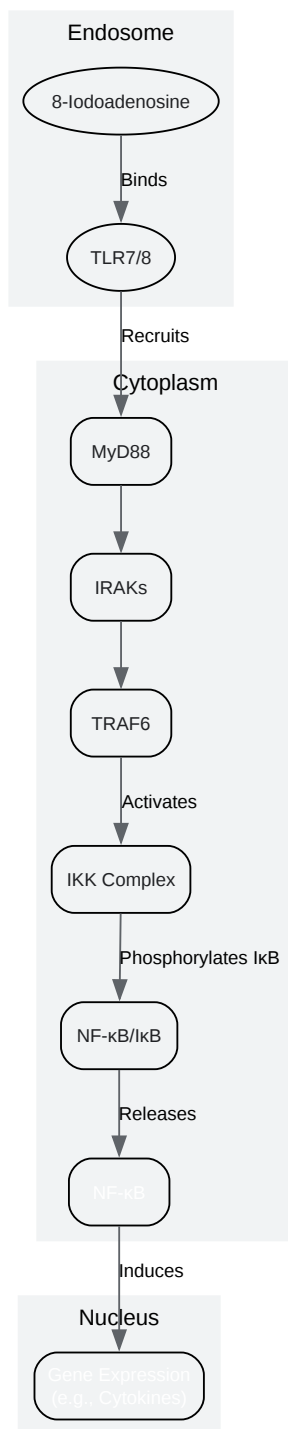 Endosome
8-Iodoadenosine
Binds
TLR7/8
Recruits
Cytoplasm
MyD88
IRAKs
TRAF6
Activates
IKK Complex
Phosphorylates IκB
NF-κB/IκB
Releases
NF-κB
Induces
Nucleus
Gene Expression
(e.g., Cytokines)